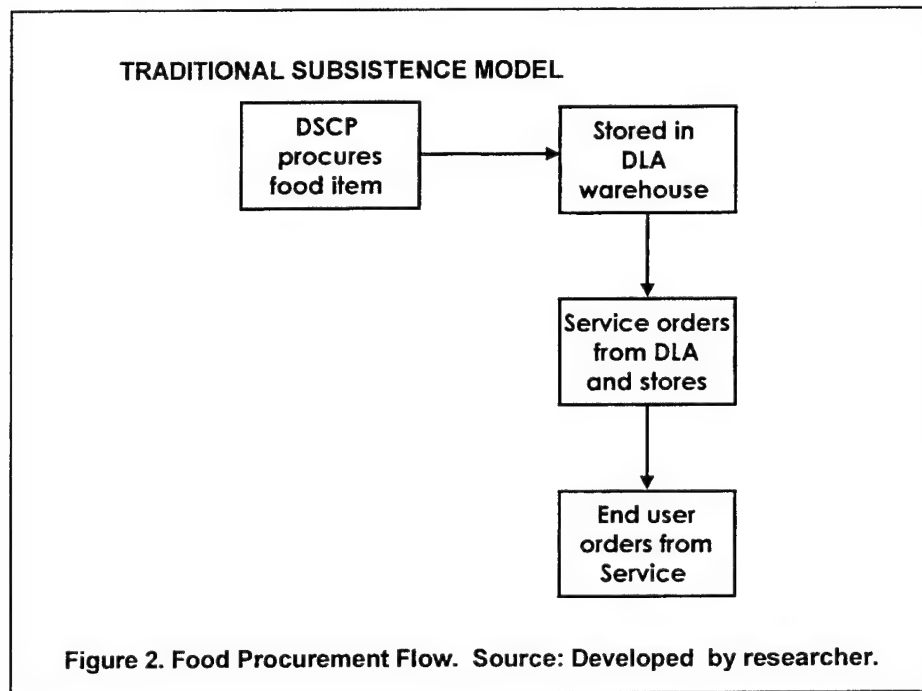 TRADITIONAL SUBSISTENCE MODEL
DSCP
procures
food item
Stored in
DLA
warehouse
Service orders
from DLA
and stores
End user
orders from
Service
Figure 2. Food Procurement Flow. Source: Developed by researcher.